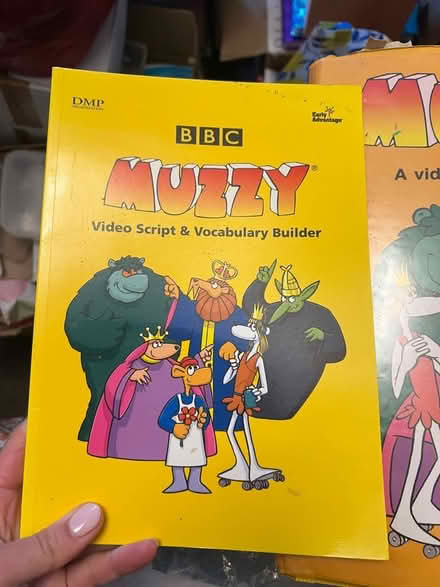 DMP
Early
Advantage
BBC
MUZZY®
Video Script & Vocabulary Builder
M
A vid